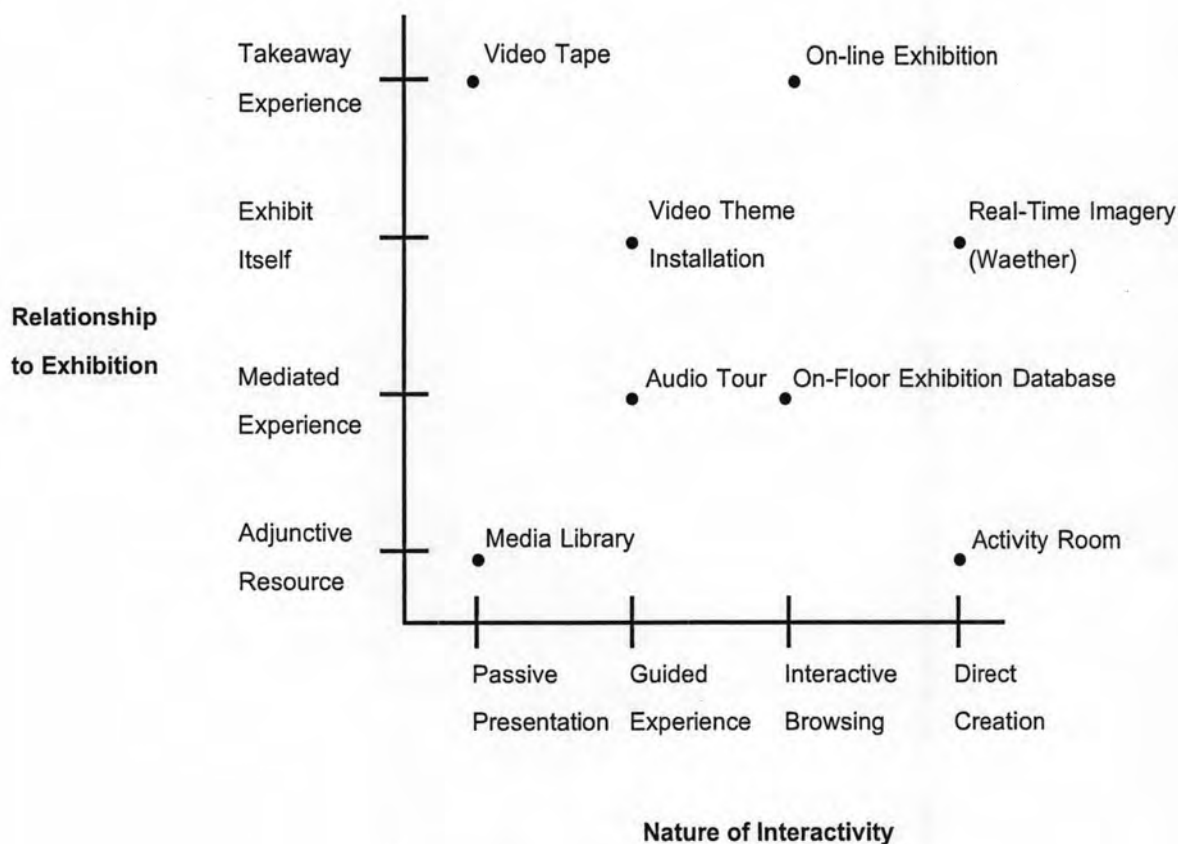 Takeaway
Experience
Video Tape
On-line Exhibition
Exhibit
Itself
Video Theme
Installation
Real-Time Imagery
(Waether)
Relationship
to Exhibition
Mediated
Experience
Audio Tour
On-Floor Exhibition Database
Adjunctive
Resource
Media Library
Activity Room
Passive
Presentation
Guided
Experience
Interactive
Browsing
Direct
Creation
Nature of Interactivity